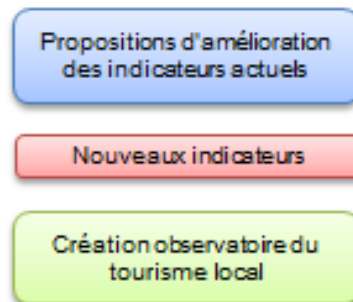 Propositions d'amélioration
des indicateurs actuels
Nouveaux indicateurs
Création observatoire du
tourisme local